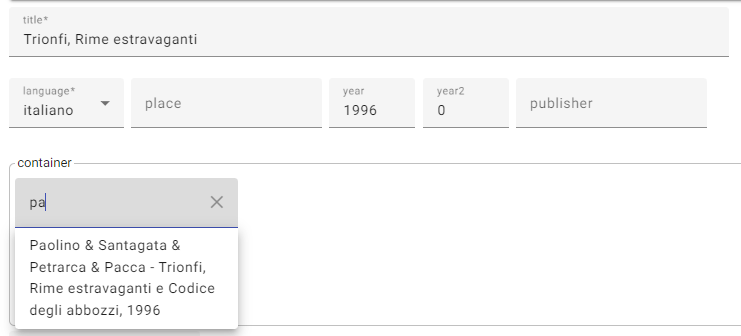 title*
Trionfi, Rime estravaganti
language* year year2
italiano place 1996 0 publisher
container
pa
Paolino & Santagata &
Petrarca & Pacca - Trionfi,
Rime estravaganti e Codice
degli abbozzi, 1996